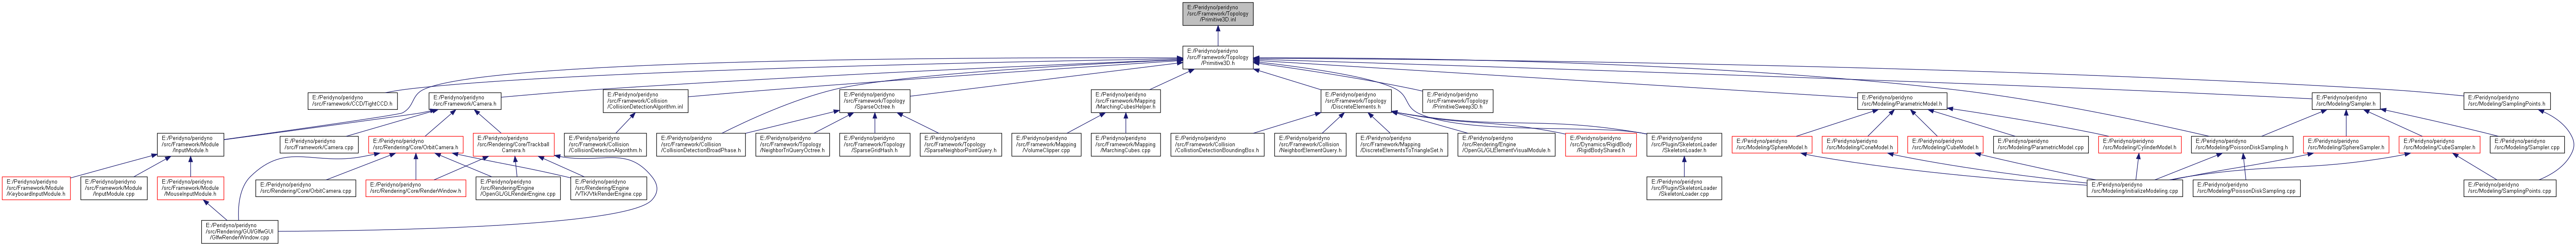 E:/Peridyno/peridyno
/src/Framework/Topology
/Primitive3D.inl
E:/Peridyno/peridyno
/src/Framework/Topology
/Primitive3D.h
E:/Peridyno/peridyno
/src/Framework/CCD/TightCCD.h
E:/Peridyno/peridyno
/src/Framework/Camera.h
E:/Peridyno/peridyno
/src/Framework/Collision
/CollisionDetectionAlgorithm.inl
E:/Peridyno/peridyno
/src/Framework/Topology
/SparseOctree.h
E:/Peridyno/peridyno
/src/Framework/Mapping
/MarchingCubesHelper.h
E:/Peridyno/peridyno
/src/Framework/Topology
/DiscreteElements.h
E:/Peridyno/peridyno
/src/Framework/Topology
/PrimitiveSweep3D.h
E:/Peridyno/peridyno
/src/Modeling/ParametricModel.h
E:/Peridyno/peridyno
/src/Modeling/Sampler.h
E:/Peridyno/peridyno
/src/Modeling/SamplingPoints.h
E:/Peridyno/peridyno
/src/Framework/Module
/InputModule.h
E:/Peridyno/peridyno
/src/Framework/Camera.cpp
E:/Peridyno/peridyno
/src/Rendering/Core/OrbitCamera.h
E:/Peridyno/peridyno
/src/Rendering/Core/Trackball
Camera.h
E:/Peridyno/peridyno
/src/Framework/Collision
/CollisionDetectionAlgorithm.h
E:/Peridyno/peridyno
/src/Framework/Collision
/CollisionDetectionBroadPhase.h
E:/Peridyno/peridyno
/src/Framework/Topology
/NeighborTriQueryOctree.h
E:/Peridyno/peridyno
/src/Framework/Topology
/SparseGridHash.h
E:/Peridyno/peridyno
/src/Framework/Topology
/SparseNeighborPointQuery.h
E:/Peridyno/peridyno
/src/Framework/Mapping
/VolumeClipper.cpp
E:/Peridyno/peridyno
/src/Framework/Mapping
/MarchingCubes.cpp
E:/Peridyno/peridyno
/src/Framework/Collision
/CollistionDetectionBoundingBox.h
E:/Peridyno/peridyno
/src/Framework/Collision
/NeighborElementQuery.h
E:/Peridyno/peridyno
/src/Framework/Mapping
/DiscreteElementsToTriangleSet.h
E:/Peridyno/peridyno
/src/Rendering/Engine
/OpenGL/GLElementVisualModule.h
E:/Peridyno/peridyno
/src/Dynamics/RigidBody
/RigidBodyShared.h
E:/Peridyno/peridyno
/src/Plugin/SkeletonLoader
/SkeletonLoader.h
E:/Peridyno/peridyno
/src/Modeling/SphereModel.h
E:/Peridyno/peridyno
/src/Modeling/ConeModel.h
E:/Peridyno/peridyno
/src/Modeling/CubeModel.h
E:/Peridyno/peridyno
/src/Modeling/ParametricModel.cpp
E:/Peridyno/peridyno
/src/Modeling/CylinderModel.h
E:/Peridyno/peridyno
/src/Modeling/PoissonDiskSampling.h
E:/Peridyno/peridyno
/src/Modeling/SphereSampler.h
E:/Peridyno/peridyno
/src/Modeling/CubeSampler.h
E:/Peridyno/peridyno
/src/Modeling/Sampler.cpp
E:/Peridyno/peridyno
/src/Framework/Module
/KeyboardInputModule.h
E:/Peridyno/peridyno
/src/Framework/Module
/InputModule.cpp
E:/Peridyno/peridyno
/src/Framework/Module
/MouseInputModule.h
E:/Peridyno/peridyno
/src/Rendering/Core/OrbitCamera.cpp
E:/Peridyno/peridyno
/src/Rendering/Core/RenderWindow.h
E:/Peridyno/peridyno
/src/Rendering/Engine
/OpenGL/GLRenderEngine.cpp
E:/Peridyno/peridyno
/src/Rendering/Engine
/VTK/VtkRenderEngine.cpp
E:/Peridyno/peridyno
/src/Plugin/SkeletonLoader
/SkeletonLoader.cpp
E:/Peridyno/peridyno
/src/Modeling/InitializeModeling.cpp
E:/Peridyno/peridyno
/src/Modeling/PoissonDiskSampling.cpp
E:/Peridyno/peridyno
/src/Modeling/SamplingPoints.cpp
E:/Peridyno/peridyno
/src/Rendering/GUI/GlfwGUI
/GlfwRenderWindow.cpp